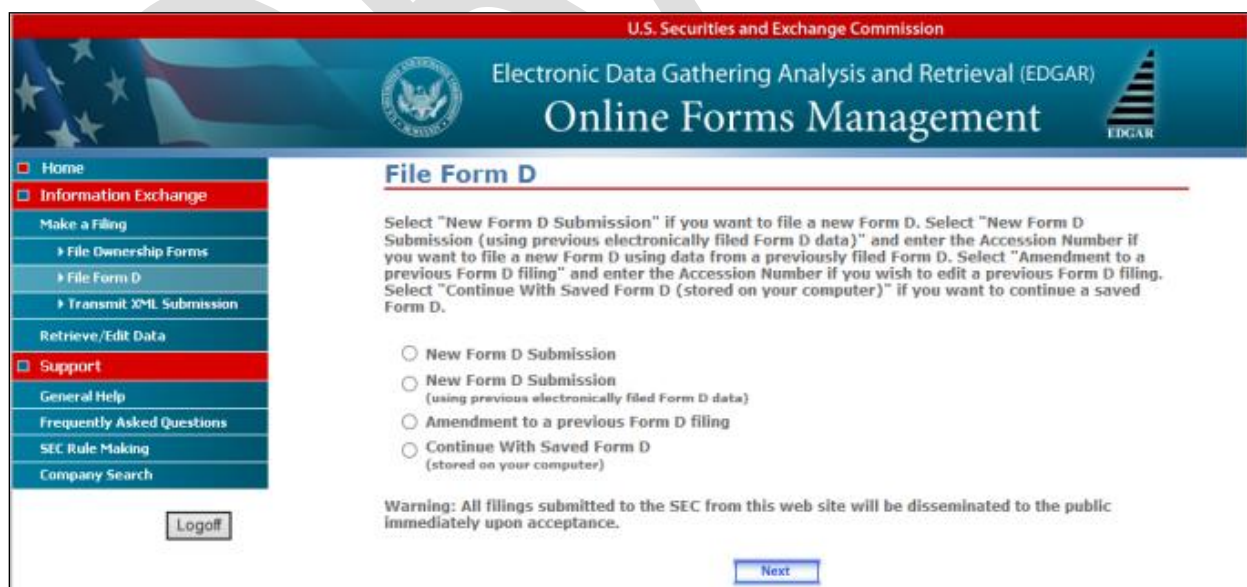 U.S. Securities and Exchange Commission
Electronic Data Gathering Analysis and Retrieval (EDGAR)
Online Forms Management
EDGAR
Home
Information Exchange
Make a Filing
File Ownership Forms
File Form D
Transmit XML Submission
Retrieve/Edit Data
Support
General Help
Frequently Asked Questions
SEC Rule Making
Company Search
Logoff
File Form D
Select "New Form D Submission" if you want to file a new Form D. Select "New Form D
Submission (using previous electronically filed Form D data)" and enter the Accession Number if
you want to file a new Form D using data from a previously filed Form D. Select "Amendment to a
previous Form D filing" and enter the Accession Number if you wish to edit a previous Form D filing.
Select "Continue With Saved Form D (stored on your computer)" if you want to continue a saved
Form D.
New Form D Submission
New Form D Submission
(using previous electronically filed Form D data)
Amendment to a previous Form D filing
Continue With Saved Form D
(stored on your computer)
Warning: All filings submitted to the SEC from this web site will be disseminated to the public
immediately upon acceptance.
Next